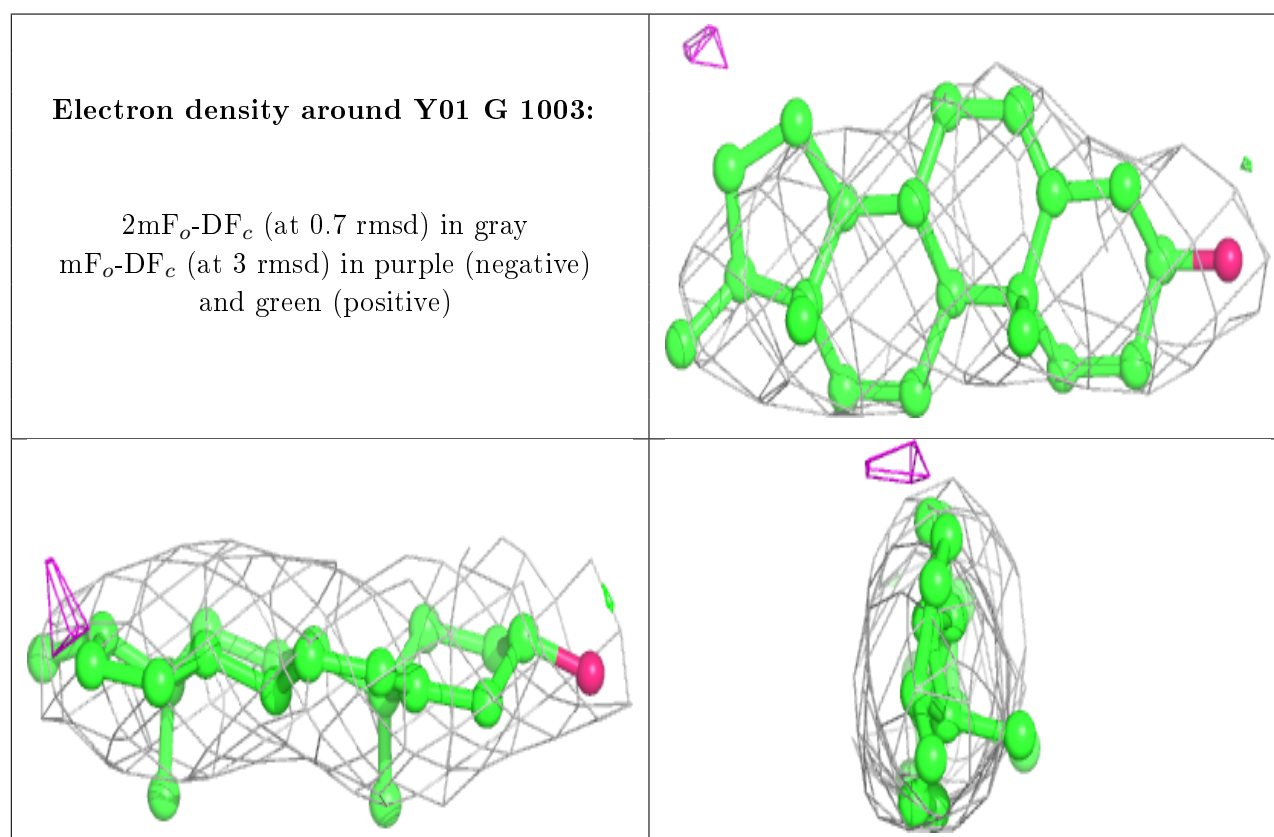 Electron density around Y01 G 1003:
2mFo-DFc (at 0.7 rmsd) in gray
mFo-DFc (at 3 rmsd) in purple (negative)
and green (positive)